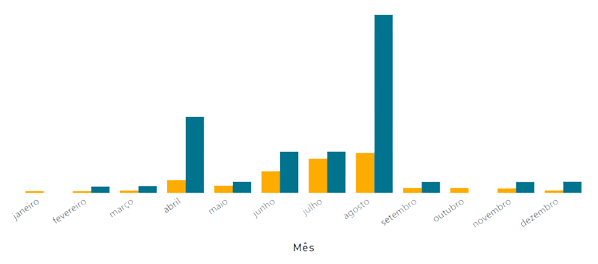 janeiro
fevereiro
março
abril
maio
junho
julho
agosto
setembro
outubro
novembro
dezembro
Mês